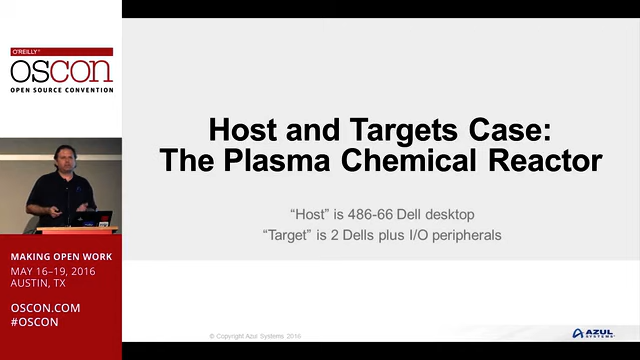 O'REILLY®
OSCON
OPEN SOURCE CONVENTION
MAKING OPEN WORK
MAY 16–19, 2016
AUSTIN, TX
OSCON.COM
#OSCON
Host and Targets Case:
The Plasma Chemical Reactor
“Host” is 486-66 Dell desktop
“Target” is 2 Dells plus I/O peripherals
© Copyright Azul Systems 2016
AZUL
SYSTEMS